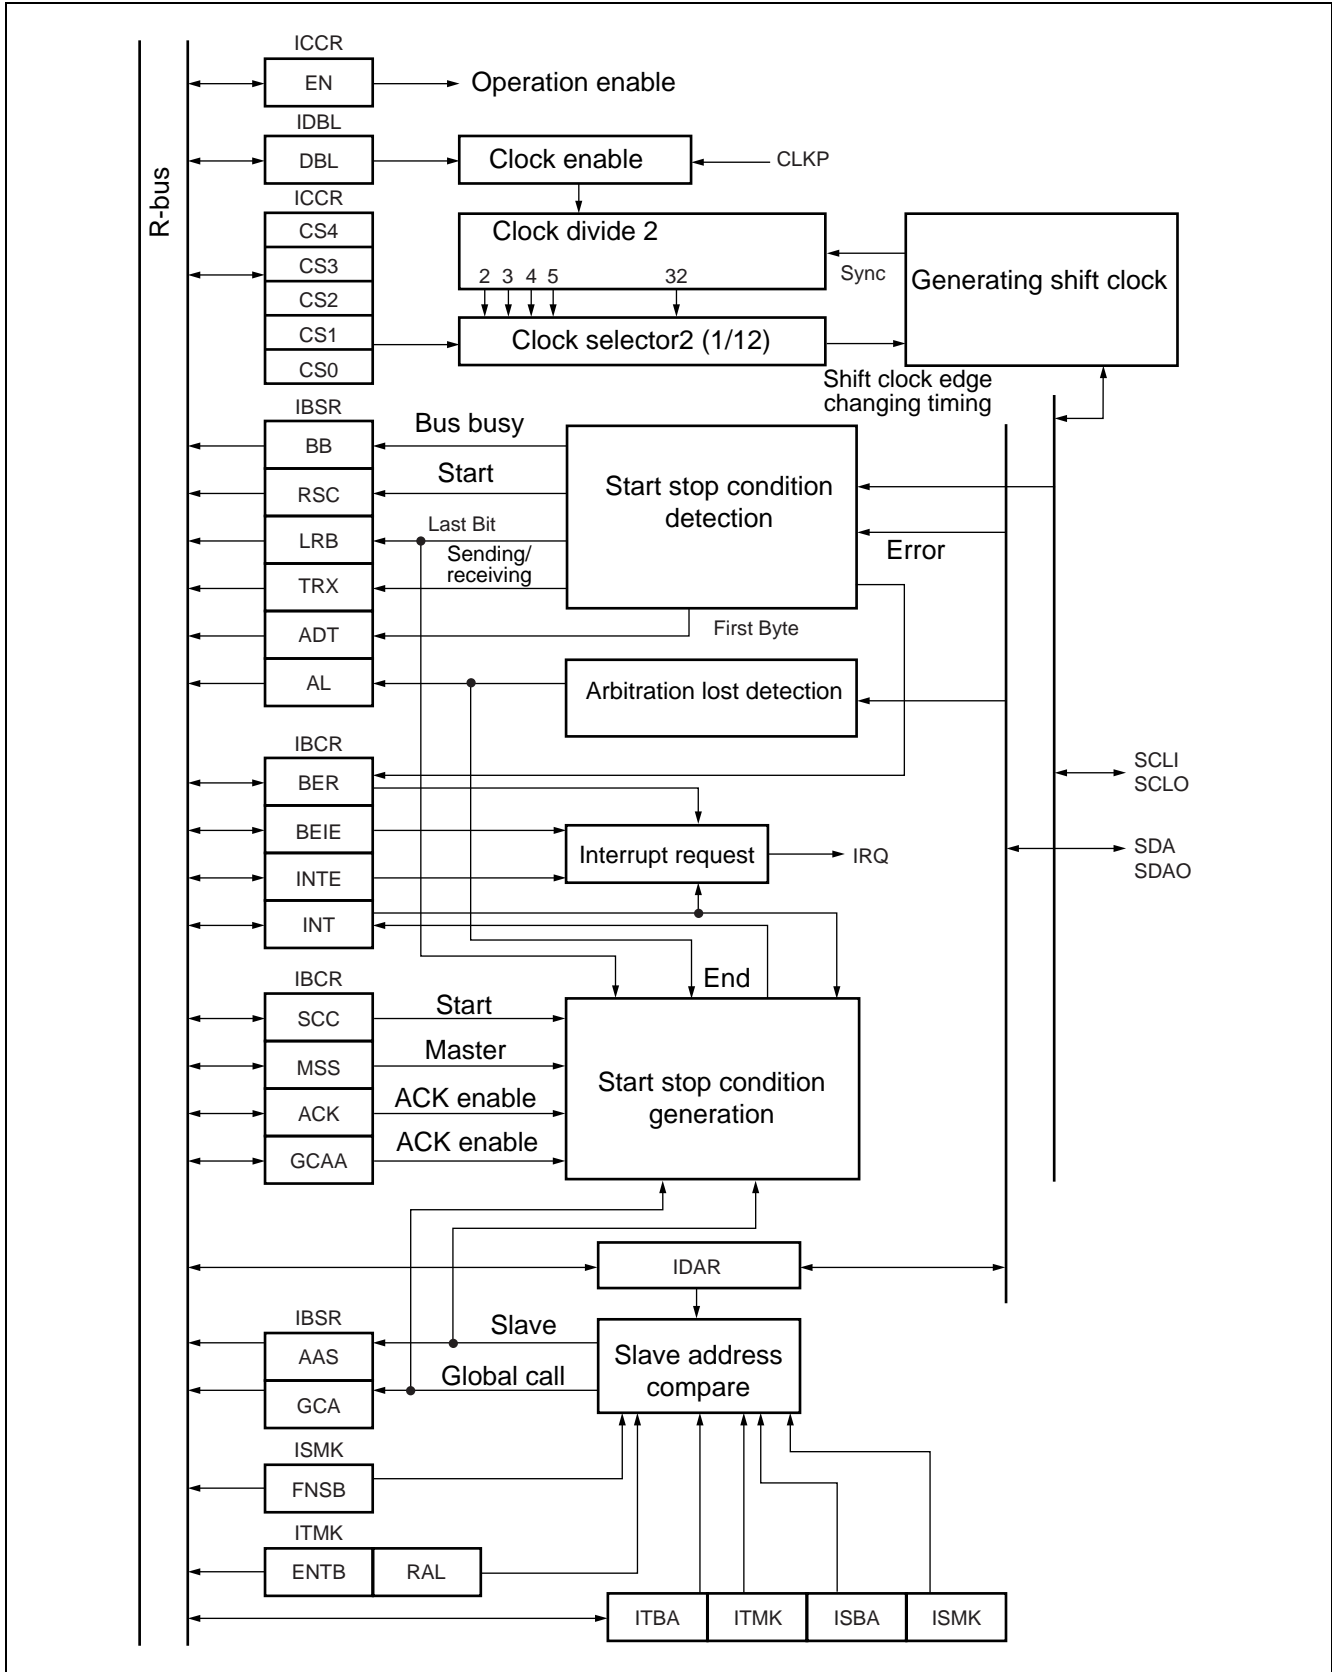 R-bus
ICCR
EN
Operation enable
IDBL
DBL
Clock enable
CLKP
ICCR
CS4
CS3
CS2
CS1
CS0
Clock divide 2
2 3 4 5 32
Sync
Generating shift clock
Clock selector2 (1/12)
Shift clock edge
changing timing
IBSR
BB
Bus busy
RSC
Start
LRB
Last Bit
TRX
Sending/
receiving
ADT
First Byte
AL
Start stop condition
detection
Error
Arbitration lost detection
SCLI
SCLO
SDA
SDAO
IBCR
BER
BEIE
INTE
INT
Interrupt request
IRQ
End
IBCR
SCC
Start
MSS
Master
ACK
ACK enable
GCAA
ACK enable
Start stop condition
generation
IDAR
IBSR
AAS
Slave
GCA
Global call
Slave address
compare
ISMK
FNSB
ITMK
ENTB RAL
ITBA ITMK ISBA ISMK